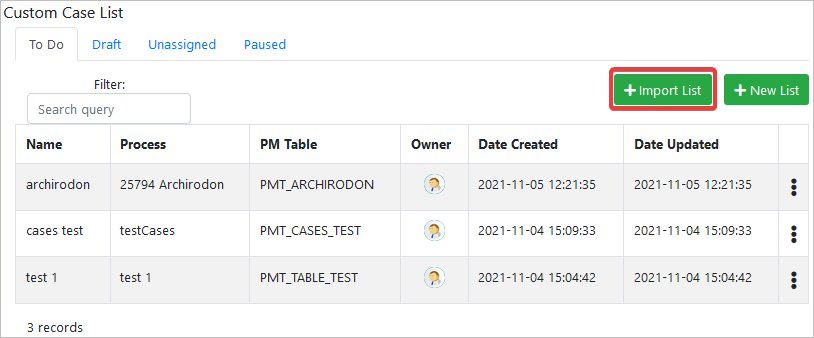 Custom Case List
To Do Draft Unassigned Paused
Filter:
Search query
Import List New List
Name Process PM Table Owner Date Created Date Updated
archirodon 25794 Archirodon PMT_ARCHIRODON 2021-11-05 12:21:35 2021-11-05 12:21:35
cases test testCases PMT_CASES_TEST 2021-11-04 15:09:33 2021-11-04 15:09:33
test 1 test 1 PMT_TABLE_TEST 2021-11-04 15:04:42 2021-11-04 15:04:42
3 records